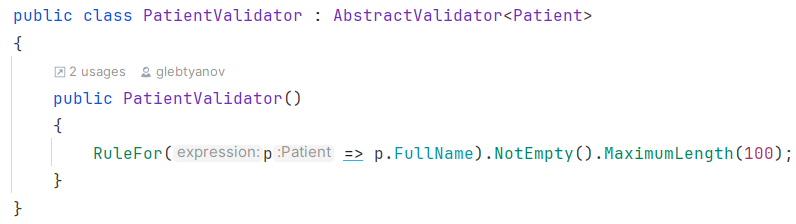 public class PatientValidator : AbstractValidator<Patient>
{
2 usages glebtyanov
public PatientValidator()
{
RuleFor(expression:p:Patient => p.FullName).NotEmpty().MaximumLength(100);
}
}